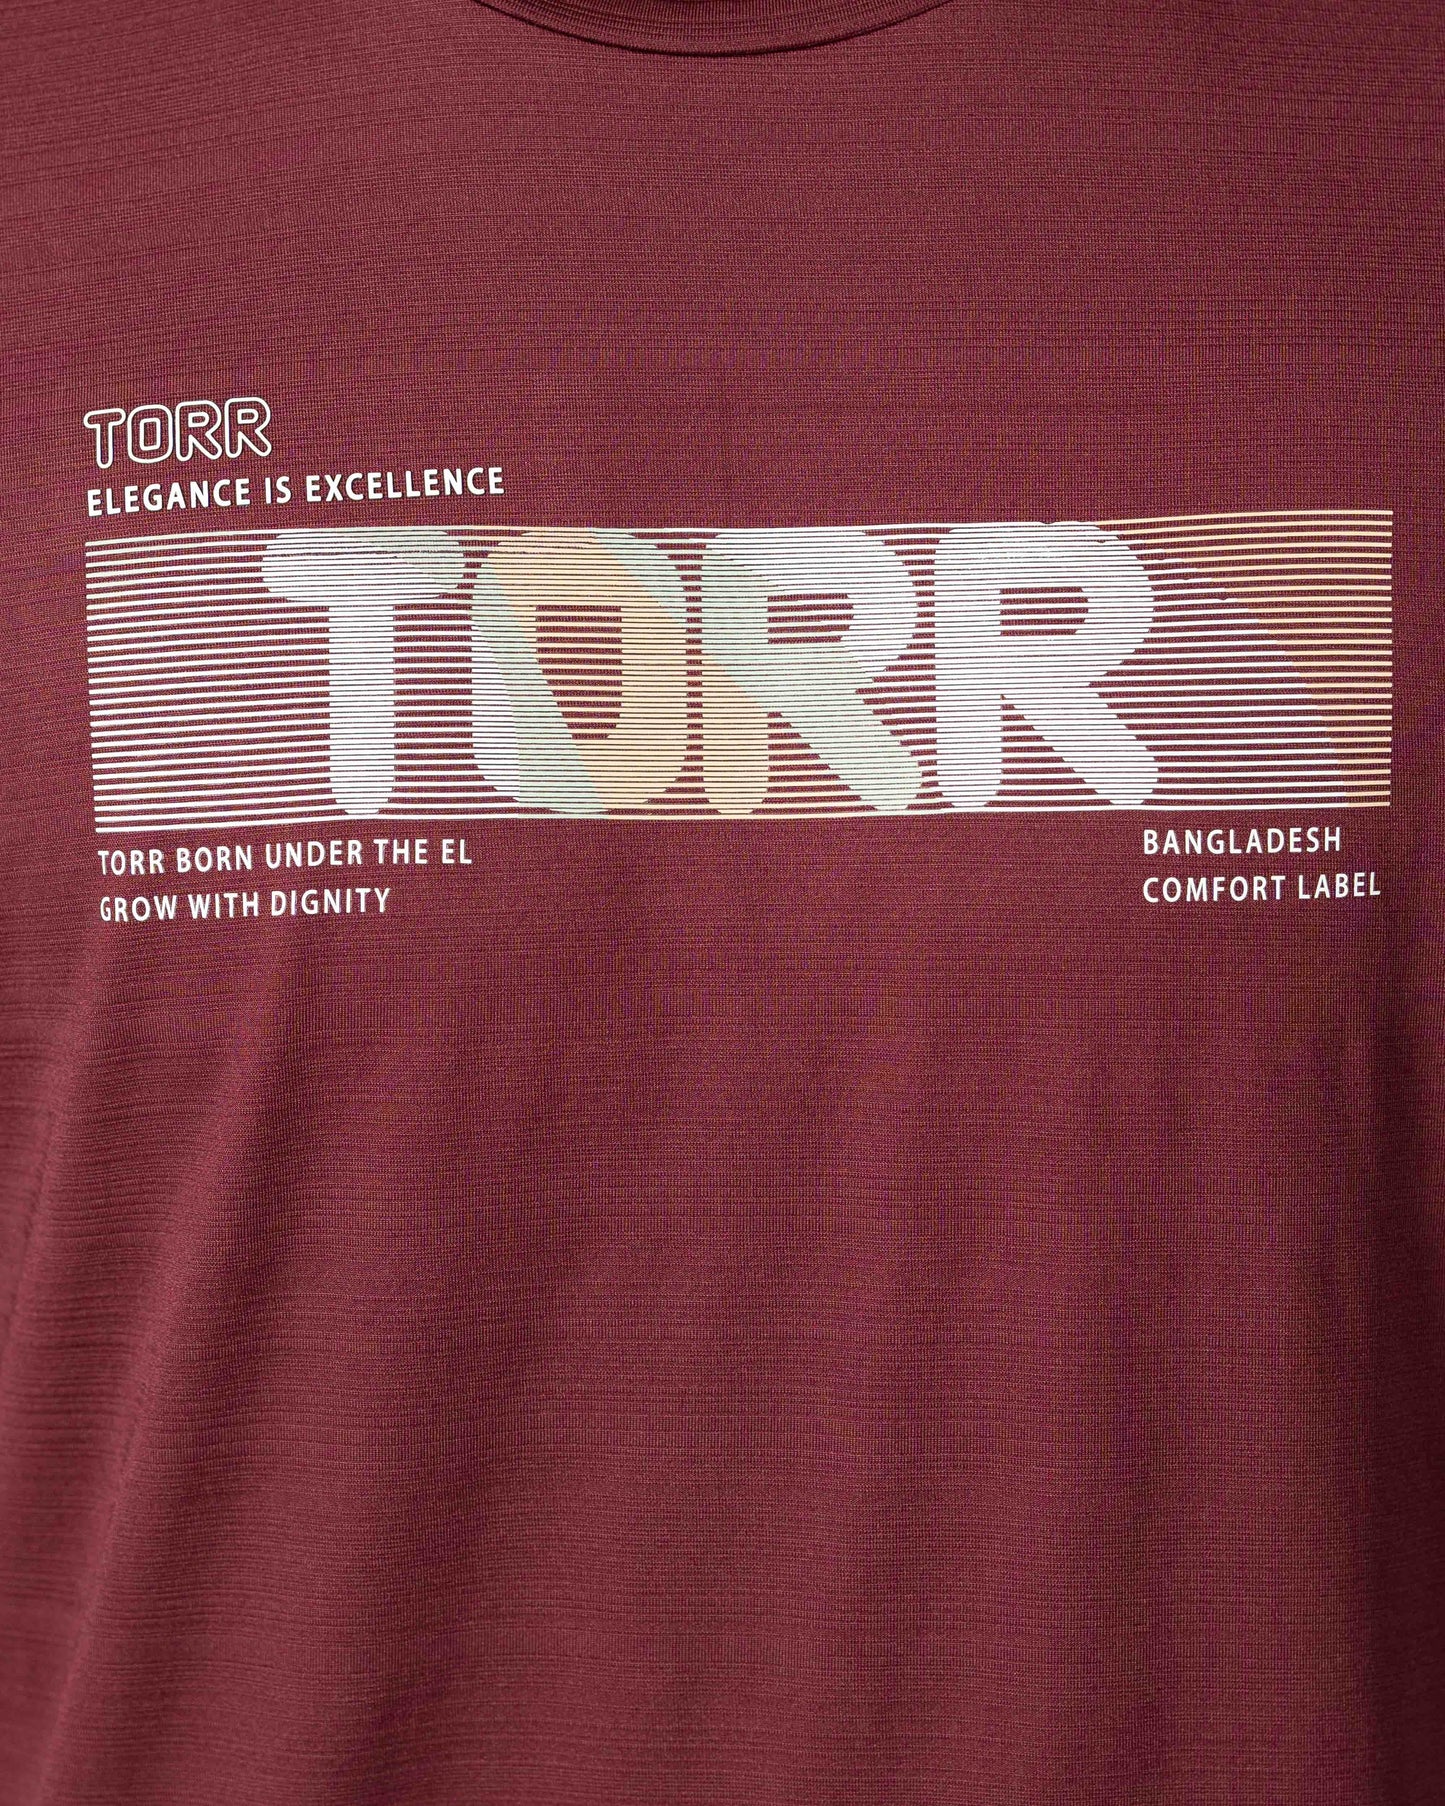 TORR
ELEGANCE IS EXCELLENCE
TORR
TORR BORN UNDER THE EL
GROW WITH DIGNITY
BANGLADESH
COMFORT LABEL